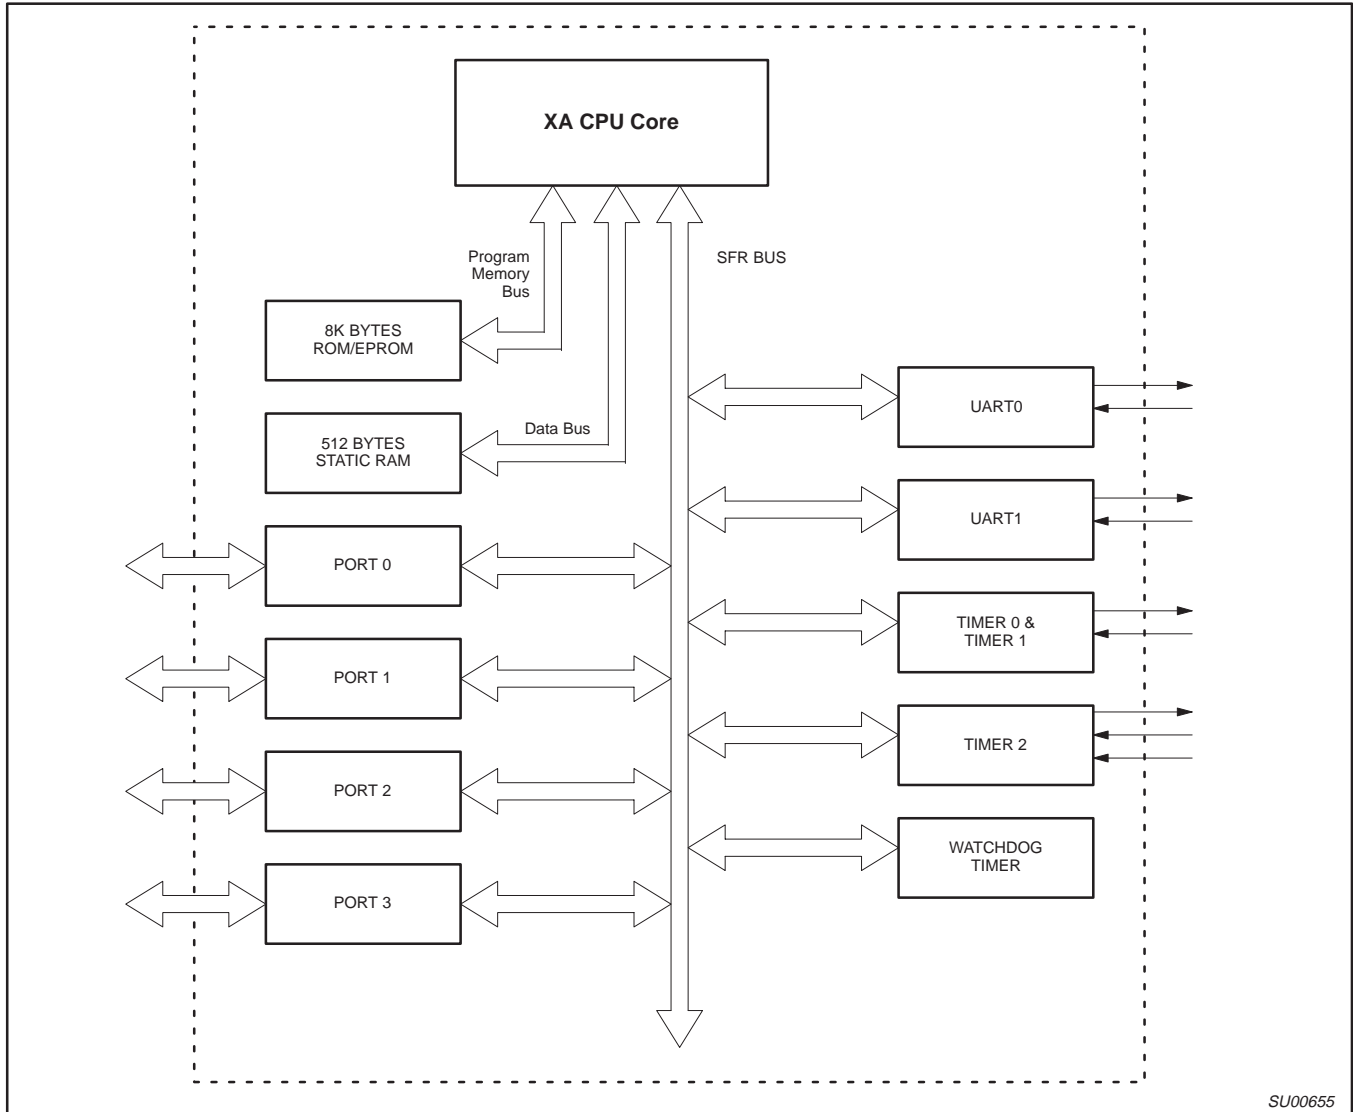 XA CPU Core
Program
Memory
Bus
SFR BUS
8K BYTES
ROM/EPROM
UART0
Data Bus
512 BYTES
STATIC RAM
UART1
PORT 0
TIMER 0 &
TIMER 1
PORT 1
TIMER 2
PORT 2
WATCHDOG
TIMER
PORT 3
SU00655